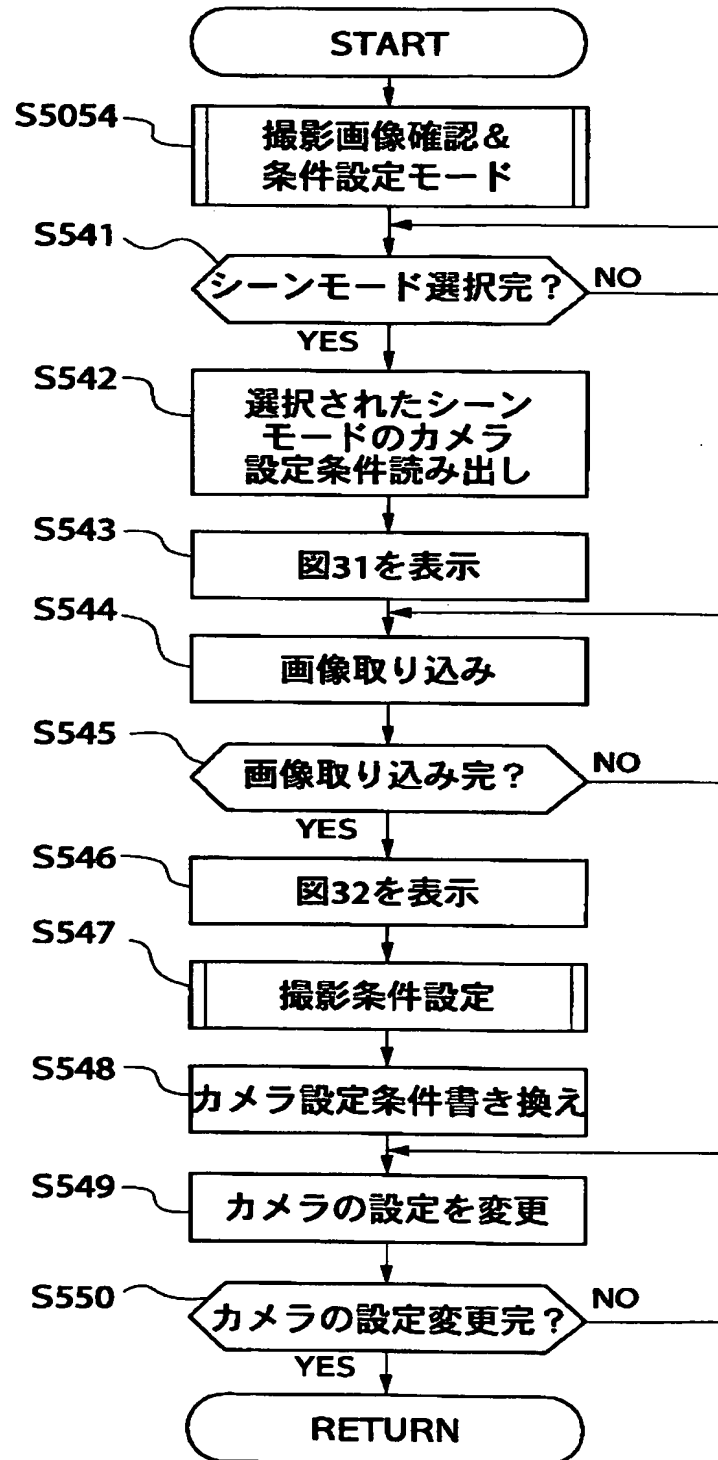 START
S5054
撮影画像確認&
条件設定モード
S541
シーンモード選択完?
NO
YES
S542
選択されたシーン
モードのカメラ
設定条件読み出し
S543
図31を表示
S544
画像取り込み
S545
画像取り込み完?
NO
YES
S546
図32を表示
S547
撮影条件設定
S548
カメラ設定条件書き換え
S549
カメラの設定を変更
S550
カメラの設定変更完?
NO
YES
RETURN